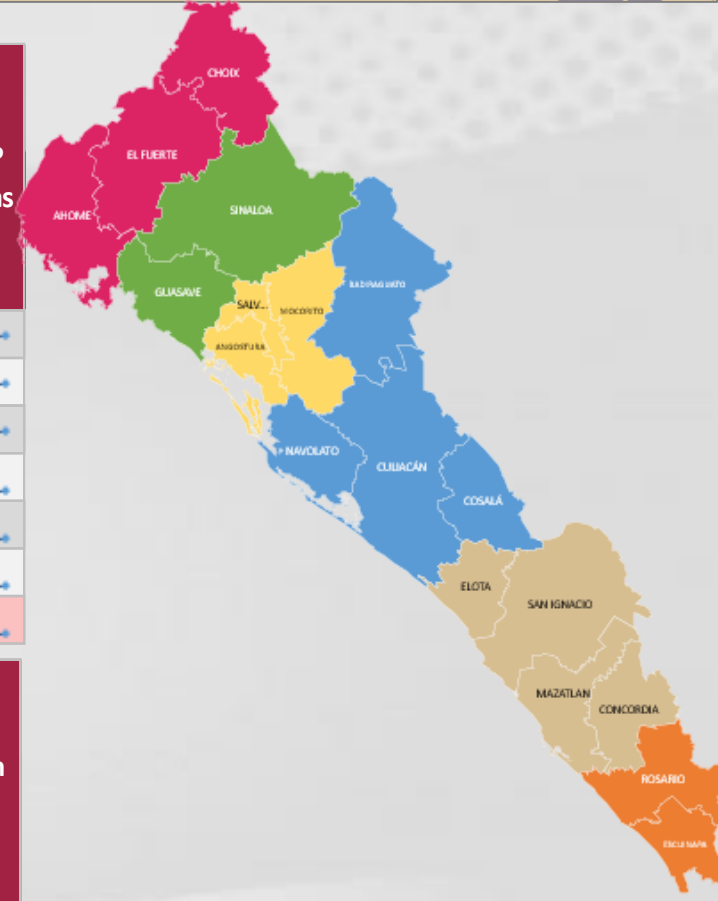 CHOIX
EL FUERTE
as
SINALOA
AHOME
BADIRAGUATO
GUASAVE
SALV...
MOCORITO
ANGOSTURA
NAVOLATO
CULIACÁN
COSALÁ
ELOTA
SAN IGNACIO
MAZATLAN
CONCORDIA
n
ROSARIO
ESCUINAPA